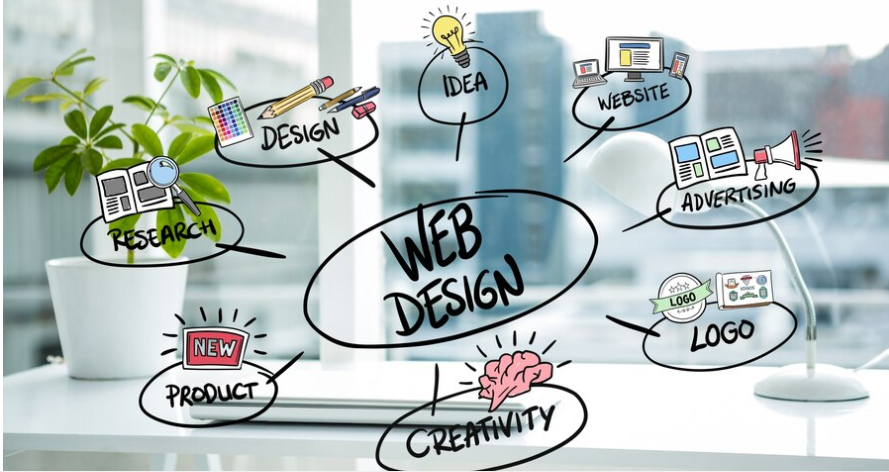 IDEA
WEBSITE
DESIGN
ADVERTISING
RESEARCH
WEB
DESIGN
LOGO
LOGO
NEW
PRODUCT
CREATIVITY